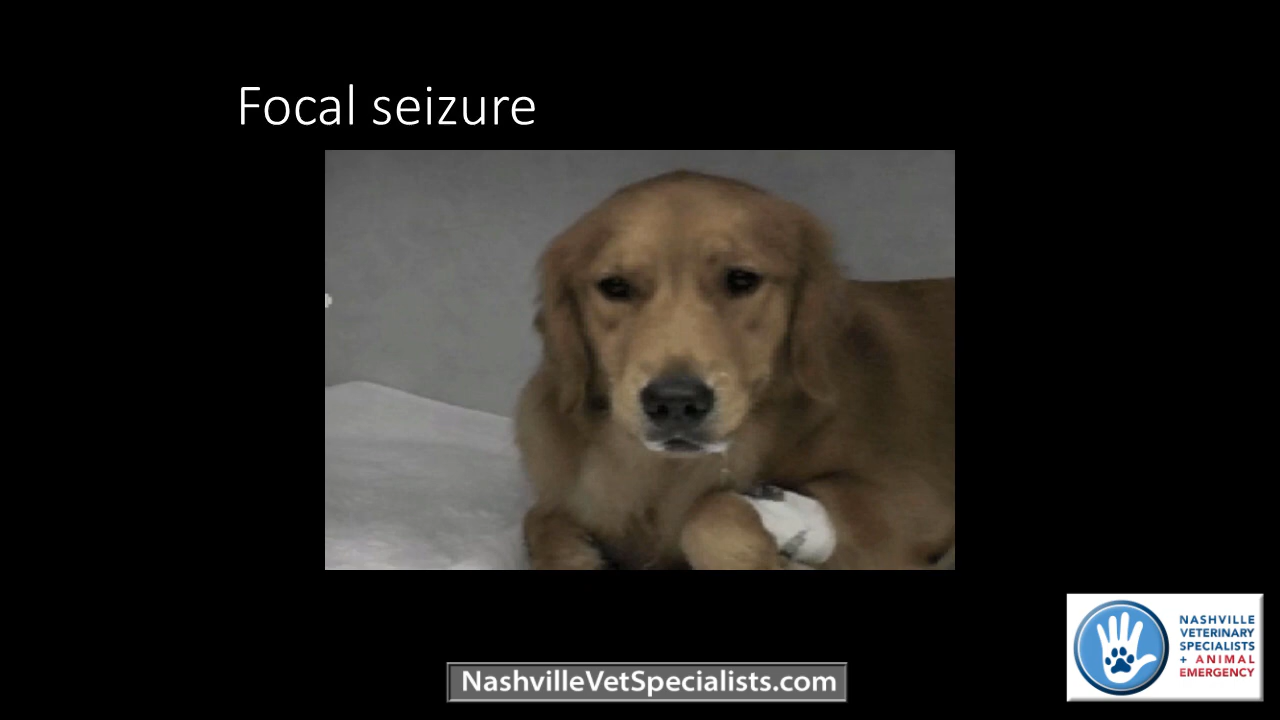 Focal seizure
NASHVILLE
VETERINARY
SPECIALISTS
+ ANIMAL
EMERGENCY
NashvilleVetSpecialists.com